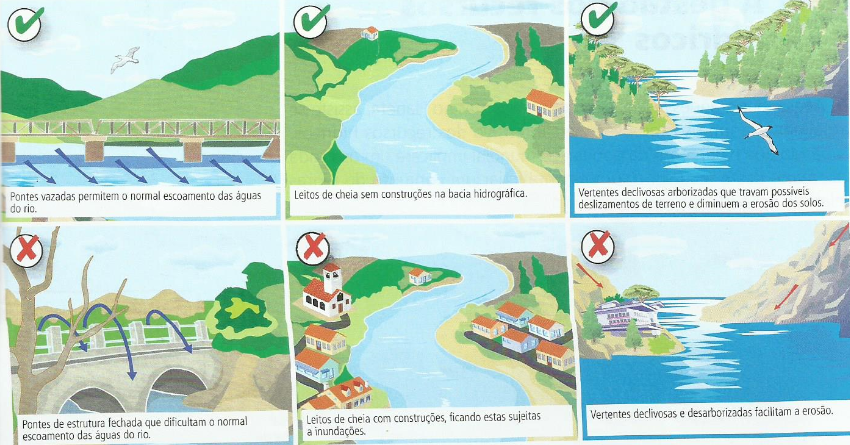 Pontes vazadas permitem o normal escoamento das águas
do rio.
Leitos de cheia sem construções na bacia hidrográfica.
Vertentes declivosas arborizadas que travam possíveis
deslizamentos de terreno e diminuem a erosão dos solos.
Pontes de estrutura fechada que dificultam o normal
escoamento das águas do rio.
Leitos de cheia com construções, ficando estas sujeitas
a inundações.
Vertentes declivosas e desarborizadas facilitam a erosão.